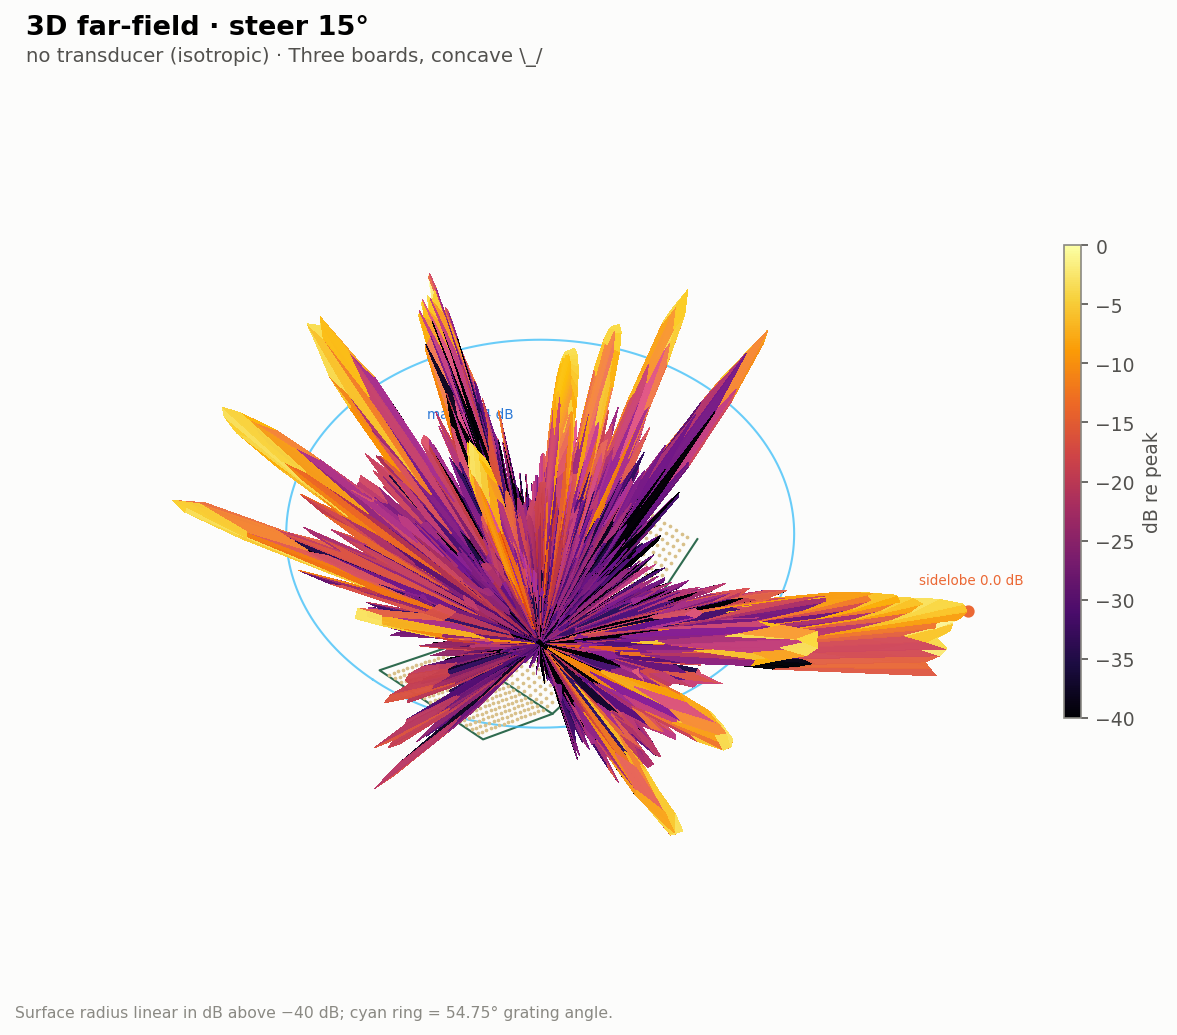 3D far-field · steer 15°
no transducer (isotropic) · Three boards, concave \_/
dB
sidelobe 0.0 dB
0
−5
−10
−15
−20
−25
−30
−35
−40
dB re peak
Surface radius linear in dB above −40 dB; cyan ring = 54.75° grating angle.